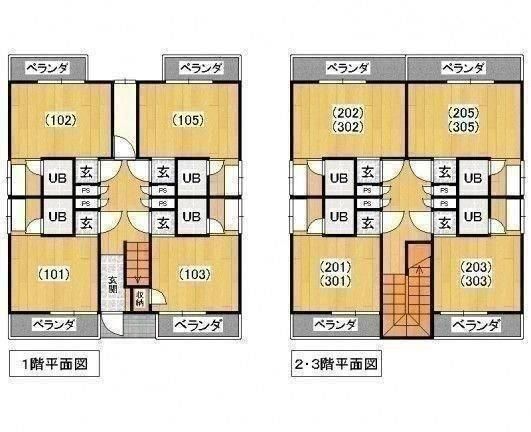 ベランダ ベランダ
(102) (105)
UB 玄 玄 UB
PS PS
PS PS
UB 玄 玄 UB
(101) (103)
玄関 収納
ベランダ ベランダ
1階平面図
ベランダ ベランダ
(202) (205)
(302) (305)
UB 玄 玄 UB
PS PS
PS PS
UB 玄 玄 UB
(201) (203)
(301) (303)
ベランダ ベランダ
2・3階平面図